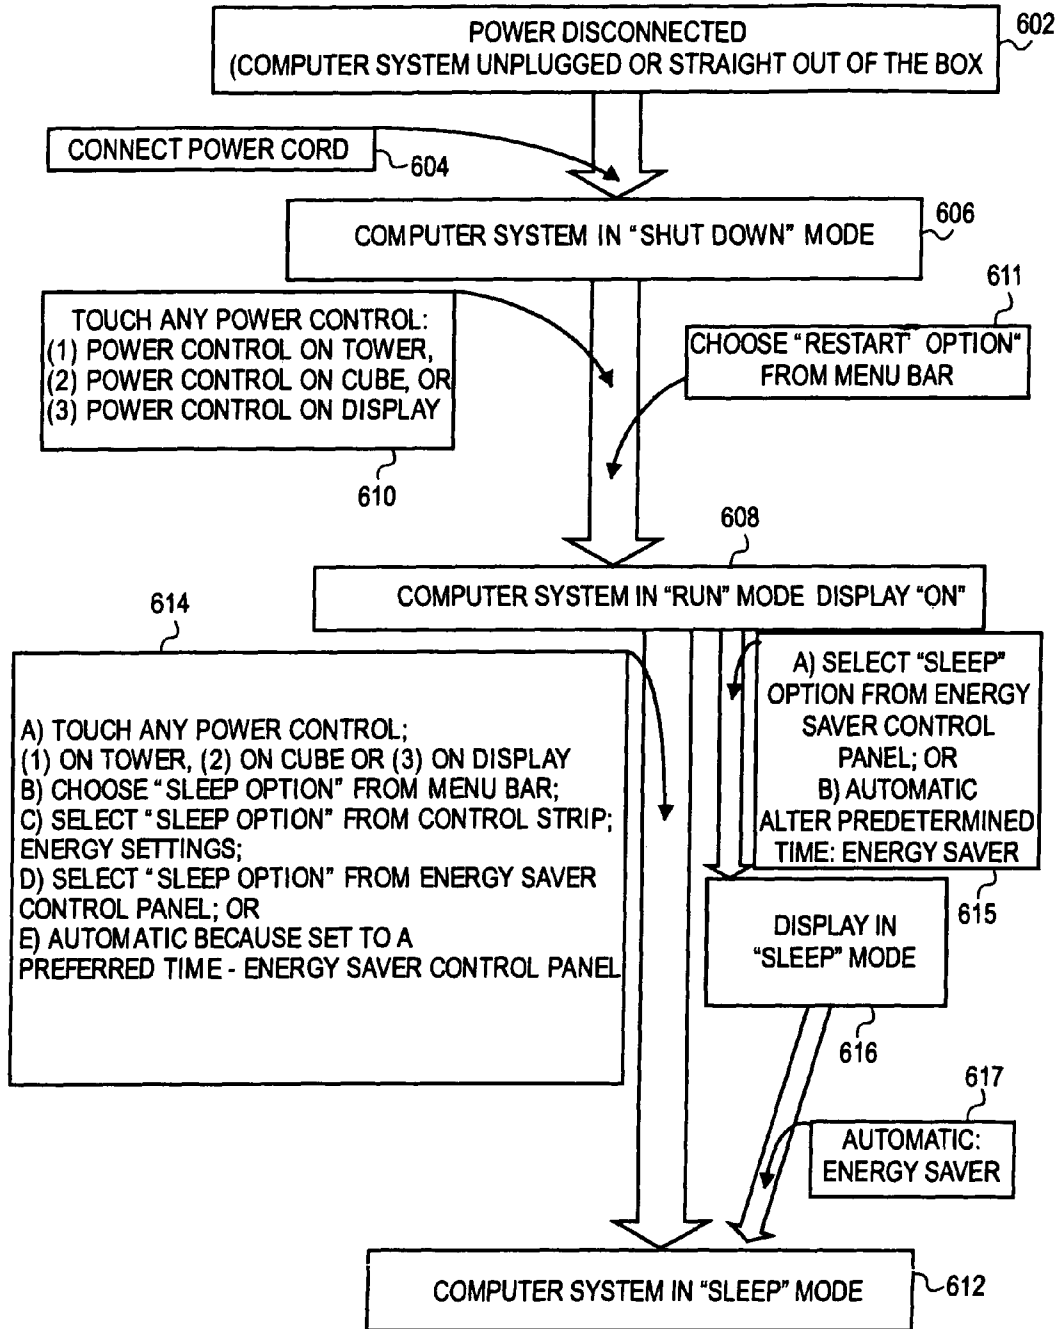 POWER DISCONNECTED
(COMPUTER SYSTEM UNPLUGGED OR STRAIGHT OUT OF THE BOX
602
CONNECT POWER CORD
604
COMPUTER SYSTEM IN "SHUT DOWN" MODE
606
TOUCH ANY POWER CONTROL:
(1) POWER CONTROL ON TOWER,
(2) POWER CONTROL ON CUBE, OR
(3) POWER CONTROL ON DISPLAY
610
611
CHOOSE "RESTART" OPTION"
FROM MENU BAR
608
COMPUTER SYSTEM IN "RUN" MODE DISPLAY "ON"
614
A) TOUCH ANY POWER CONTROL;
(1) ON TOWER, (2) ON CUBE OR (3) ON DISPLAY
B) CHOOSE "SLEEP OPTION" FROM MENU BAR;
C) SELECT "SLEEP OPTION" FROM CONTROL STRIP;
ENERGY SETTINGS;
D) SELECT "SLEEP OPTION" FROM ENERGY SAVER
CONTROL PANEL; OR
E) AUTOMATIC BECAUSE SET TO A
PREFERRED TIME - ENERGY SAVER CONTROL PANEL
A) SELECT "SLEEP"
OPTION FROM ENERGY
SAVER CONTROL
PANEL; OR
B) AUTOMATIC
ALTER PREDETERMINED
TIME: ENERGY SAVER
615
DISPLAY IN
"SLEEP" MODE
616
617
AUTOMATIC:
ENERGY SAVER
COMPUTER SYSTEM IN "SLEEP" MODE
612